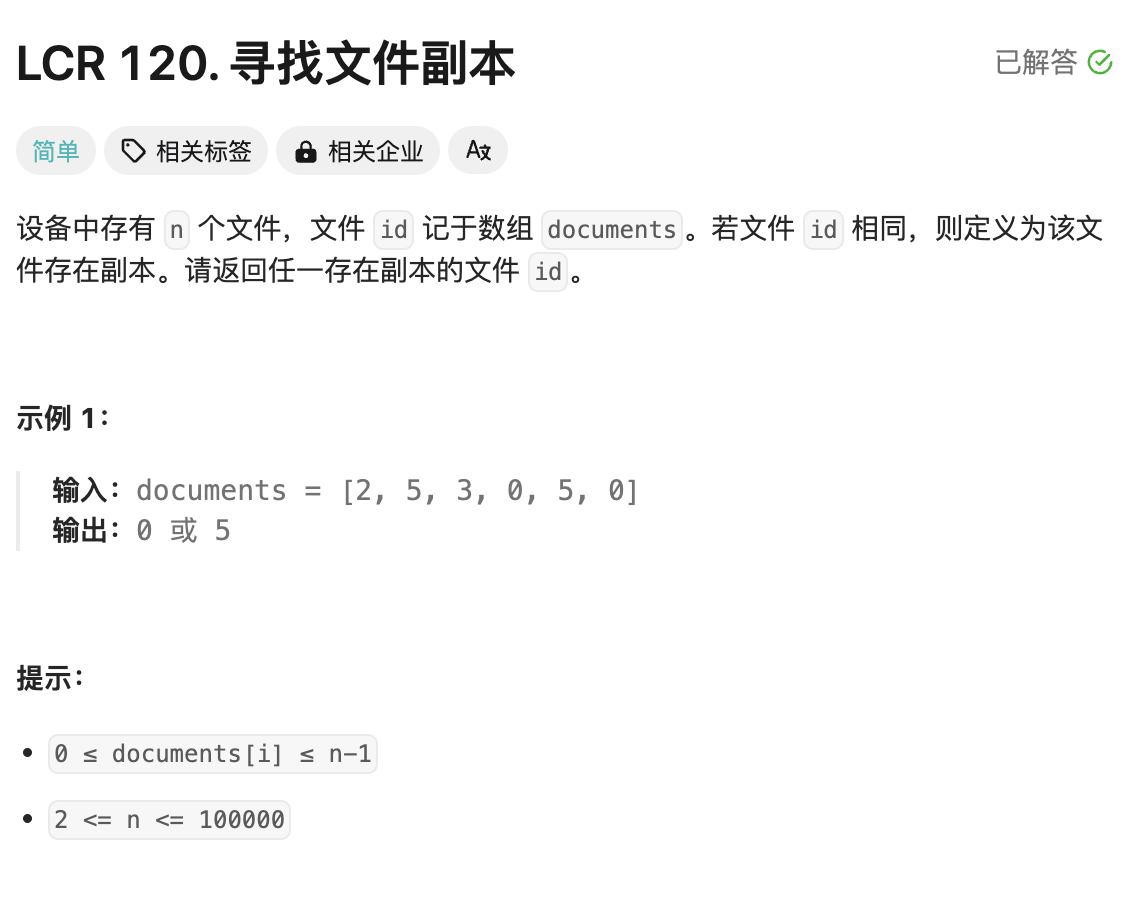 LCR 120. 寻找文件副本
已解答
简单 相关标签 相关企业
设备中存有 n 个文件，文件 id 记于数组 documents。若文件 id 相同，则定义为该文
件存在副本。请返回任一存在副本的文件 id。
示例 1：
输入：documents = [2, 5, 3, 0, 5, 0]
输出：0 或 5
提示：
0 ≤ documents[i] ≤ n-1
2 <= n <= 100000